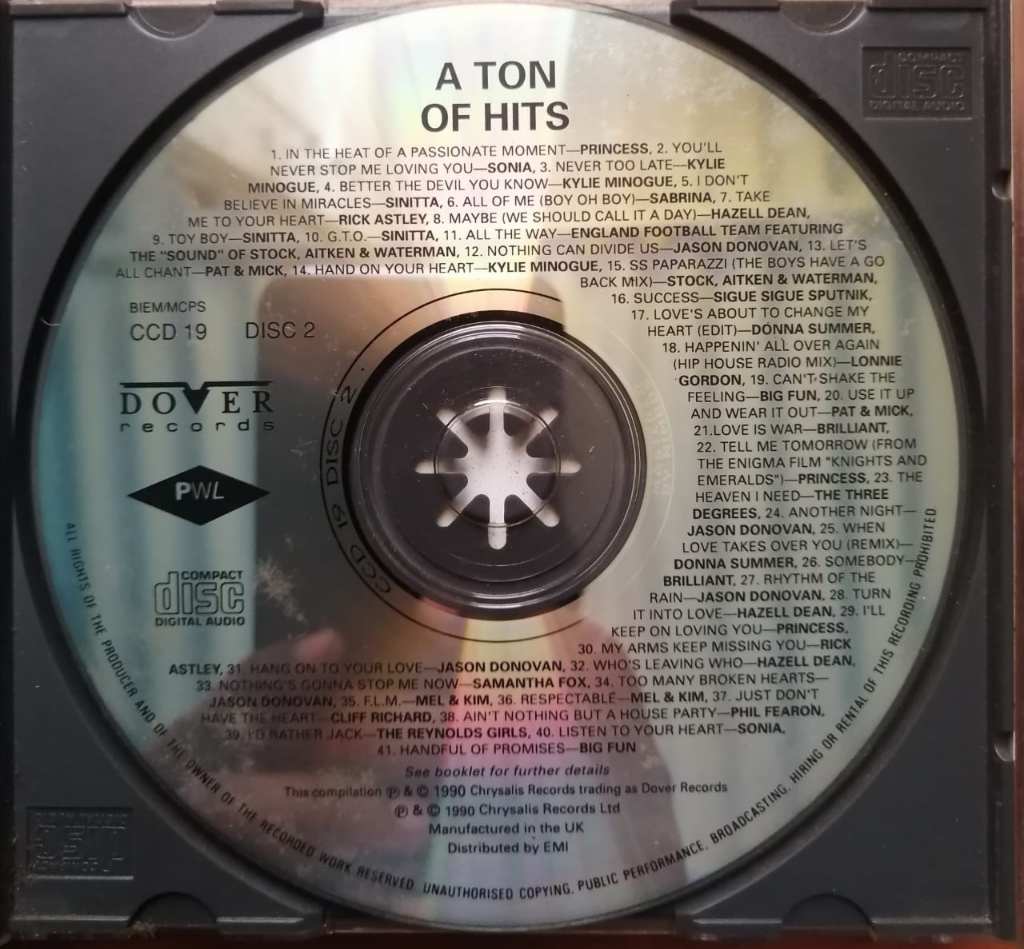 A TON
OF HITS
1. IN THE HEAT OF A PASSIONATE MOMENT—PRINCESS, 2. YOU'LL
NEVER STOP ME LOVING YOU—SONIA, 3. NEVER TOO LATE—KYLIE
MINOGUE, 4. BETTER THE DEVIL YOU KNOW—KYLIE MINOGUE, 5. I DON'T
BELIEVE IN MIRACLES—SINITTA, 6. ALL OF ME (BOY OH BOY)—SABRINA, 7. TAKE
ME TO YOUR HEART—RICK ASTLEY, 8. MAYBE (WE SHOULD CALL IT A DAY)—HAZELL DEAN,
9. TOY BOY—SINITTA, 10. G.T.O.—SINITTA, 11. ALL THE WAY—ENGLAND FOOTBALL TEAM FEATURING
THE "SOUND" OF STOCK, AITKEN & WATERMAN, 12. NOTHING CAN DIVIDE US—JASON DONOVAN, 13. LET'S
ALL CHANT—PAT & MICK, 14. HAND ON YOUR HEART—KYLIE MINOGUE, 15. SS PAPARAZZI (THE BOYS HAVE A GO
BACK MIX)—STOCK, AITKEN & WATERMAN,
16. SUCCESS—SIGUE SIGUE SPUTNIK,
17. LOVE'S ABOUT TO CHANGE MY
HEART (EDIT)—DONNA SUMMER,
18. HAPPENIN' ALL OVER AGAIN
(HIP HOUSE RADIO MIX)—LONNIE
GORDON, 19. CAN'T SHAKE THE
FEELING—BIG FUN, 20. USE IT UP
AND WEAR IT OUT—PAT & MICK,
21.LOVE IS WAR—BRILLIANT,
22. TELL ME TOMORROW (FROM
THE ENIGMA FILM "KNIGHTS AND
EMERALDS")—PRINCESS, 23. THE
HEAVEN I NEED—THE THREE
DEGREES, 24. ANOTHER NIGHT—
JASON DONOVAN, 25. WHEN
LOVE TAKES OVER YOU (REMIX)—
DONNA SUMMER, 26. SOMEBODY—
BRILLIANT, 27. RHYTHM OF THE
RAIN—JASON DONOVAN, 28. TURN
IT INTO LOVE—HAZELL DEAN, 29. I'LL
KEEP ON LOVING YOU—PRINCESS,
30. MY ARMS KEEP MISSING YOU—RICK
ASTLEY, 31. HANG ON TO YOUR LOVE—JASON DONOVAN, 32. WHO'S LEAVING WHO—HAZELL DEAN,
33. NOTHING'S GONNA STOP ME NOW—SAMANTHA FOX, 34. TOO MANY BROKEN HEARTS—
JASON DONOVAN, 35. F.L.M.—MEL & KIM, 36. RESPECTABLE—MEL & KIM, 37. JUST DON'T
HAVE THE HEART—CLIFF RICHARD, 38. AIN'T NOTHING BUT A HOUSE PARTY—PHIL FEARON,
39. I'D RATHER JACK—THE REYNOLDS GIRLS, 40. LISTEN TO YOUR HEART—SONIA,
41. HANDFUL OF PROMISES—BIG FUN
BIEM/MCPS
CCD 19 DISC 2
DOVER
records
PWL
COMPACT
disc
DIGITAL AUDIO
See booklet for further details
This compilation ℗ & © 1990 Chrysalis Records trading as Dover Records
℗ & © 1990 Chrysalis Records Ltd
Manufactured in the UK
Distributed by EMI
ALL RIGHTS OF THE PRODUCER AND OF THE OWNER OF THE RECORDED WORK RESERVED. UNAUTHORISED COPYING, PUBLIC PERFORMANCE, BROADCASTING, HIRING OR RENTAL OF THIS RECORDING PROHIBITED
CCD 19 DISC 2
COMPACT
disc
DIGITAL AUDIO